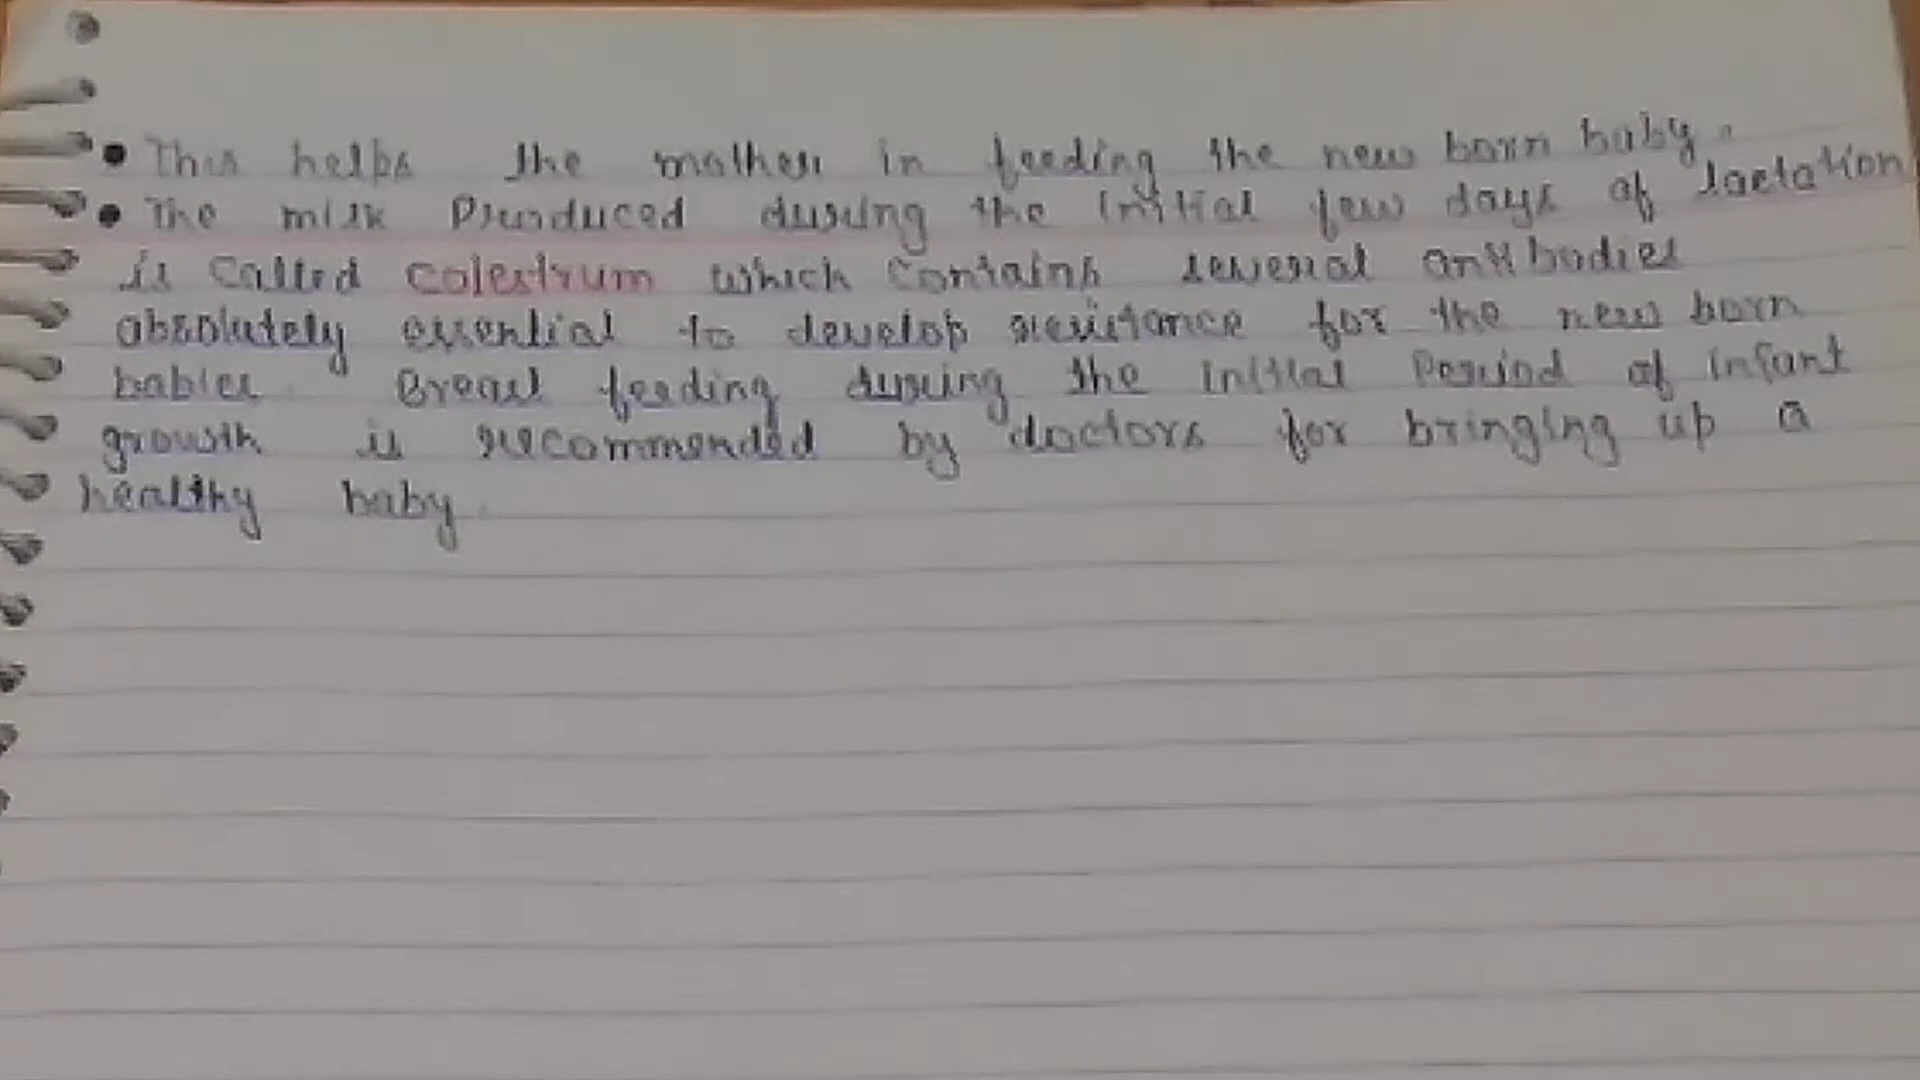 • This helps the mother in feeding the new born baby.
• The milk Produced during the initial few days of lactation
is called colestrum which contains several antibodies
absolutely essential to develop resistance for the new born
babies. Breast feeding during the initial Period of infant
growth is recommended by doctors for bringing up a
healthy baby.